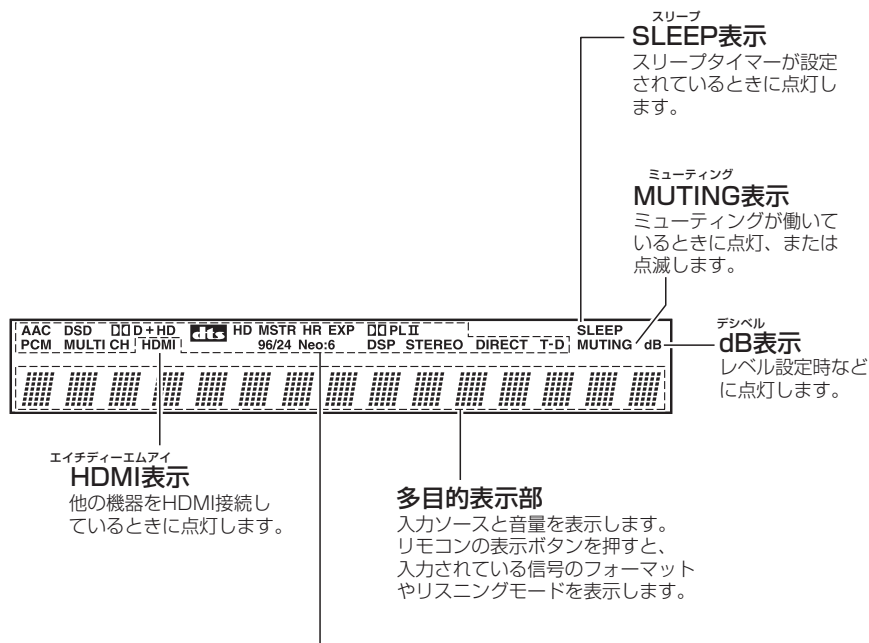 スリープ
SLEEP表示
スリープタイマーが設定
されているときに点灯し
ます。
ミューティング
MUTING表示
ミューティングが働いて
いるときに点灯、または
点滅します。
AAC DSD DD D+HD dts HD MSTR HR EXP DD PL II SLEEP
PCM MULTI CH HDMI 96/24 Neo:6 DSP STEREO DIRECT T-D MUTING dB
デシベル
dB表示
レベル設定時など
に点灯します。
エイチディーエムアイ
HDMI表示
他の機器をHDMI接続し
ているときに点灯します。
多目的表示部
入力ソースと音量を表示します。
リモコンの表示ボタンを押すと、
入力されている信号のフォーマット
やリスニングモードを表示します。